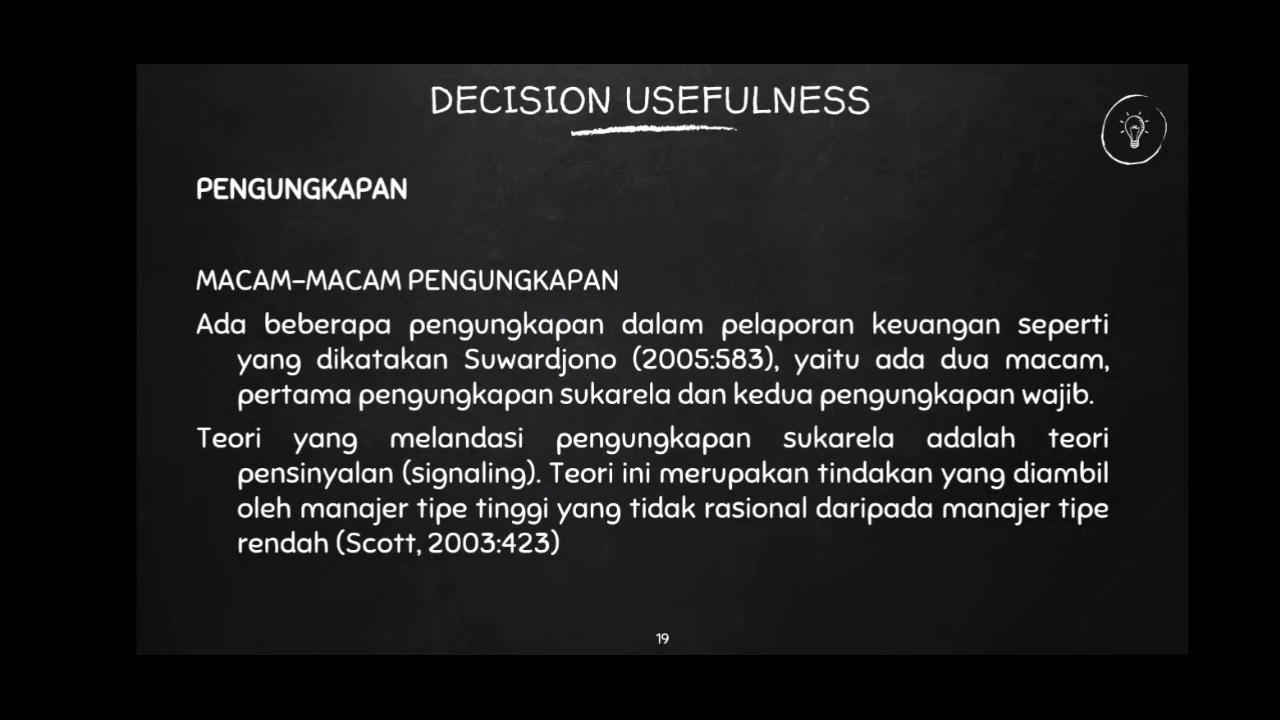 DECISION USEFULNESS
PENGUNGKAPAN
MACAM-MACAM PENGUNGKAPAN
Ada beberapa pengungkapan dalam pelaporan keuangan seperti
yang dikatakan Suwardjono (2005:583), yaitu ada dua macam,
pertama pengungkapan sukarela dan kedua pengungkapan wajib.
Teori yang melandasi pengungkapan sukarela adalah teori
pensinyalan (signaling). Teori ini merupakan tindakan yang diambil
oleh manajer tipe tinggi yang tidak rasional daripada manajer tipe
rendah (Scott, 2003:423)
19